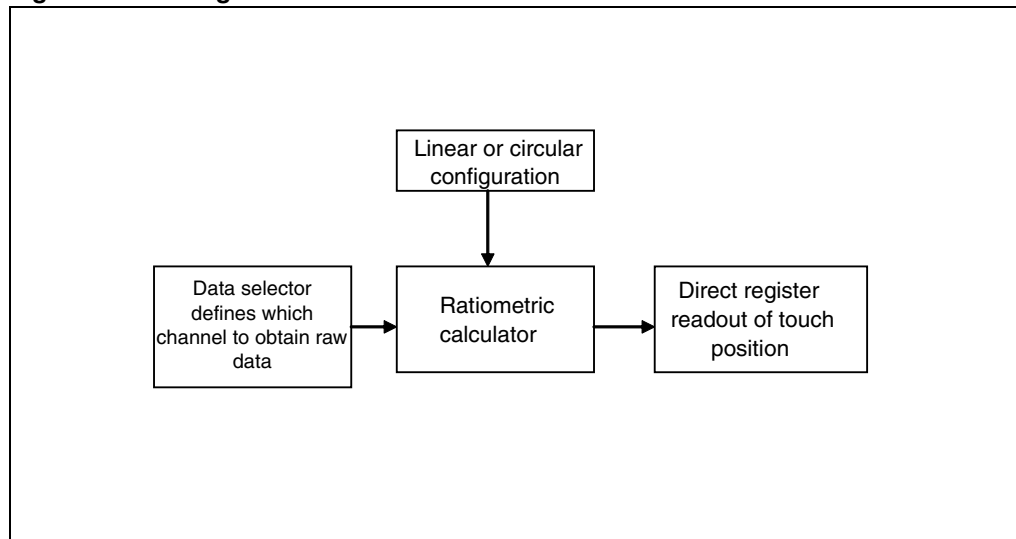 Linear or circular
configuration
Data selector
defines which
channel to obtain raw
data
Ratiometric
calculator
Direct register
readout of touch
position